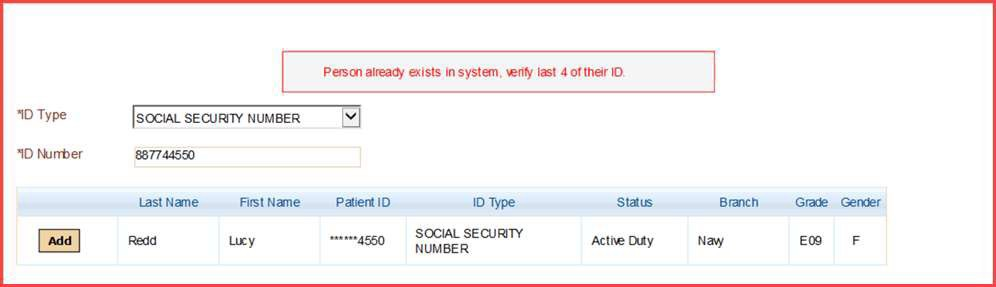 Person already exists in system, verify last 4 of their ID.
*ID Type SOCIAL SECURITY NUMBER
*ID Number 887744550
Last Name First Name Patient ID ID Type Status Branch Grade Gender
Add Redd Lucy ******4550 SOCIAL SECURITY NUMBER Active Duty Navy E09 F